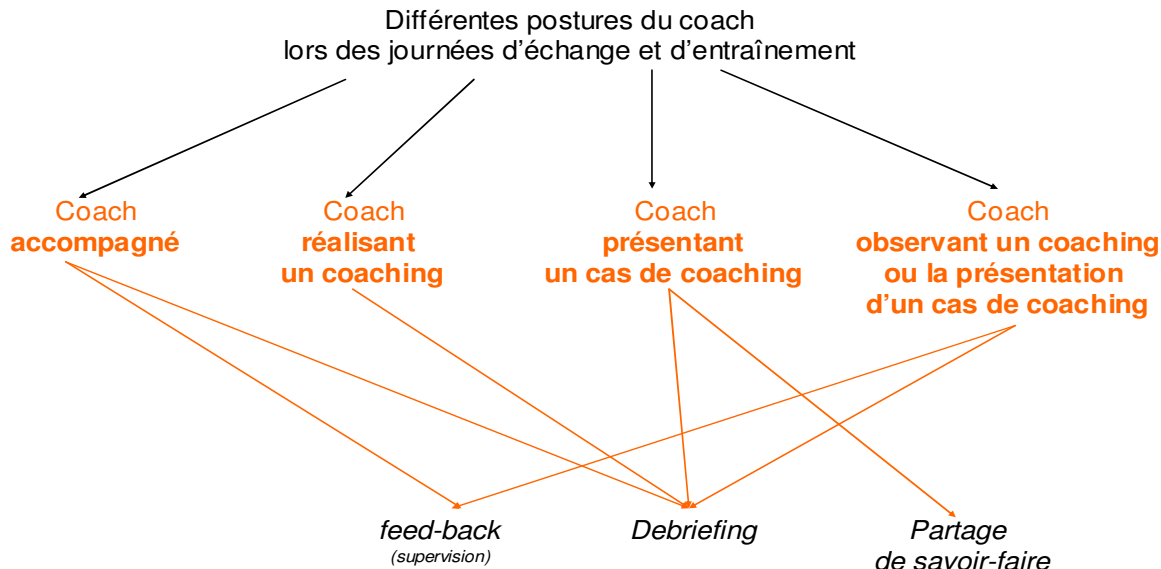 Différentes postures du coach
lors des journées d’échange et d’entraînement
Coach
accompagné
Coach
réalisant
un coaching
Coach
présentant
un cas de coaching
Coach
observant un coaching
ou la présentation
d’un cas de coaching
feed-back
(supervision)
Debriefing
Partage
de savoir-faire